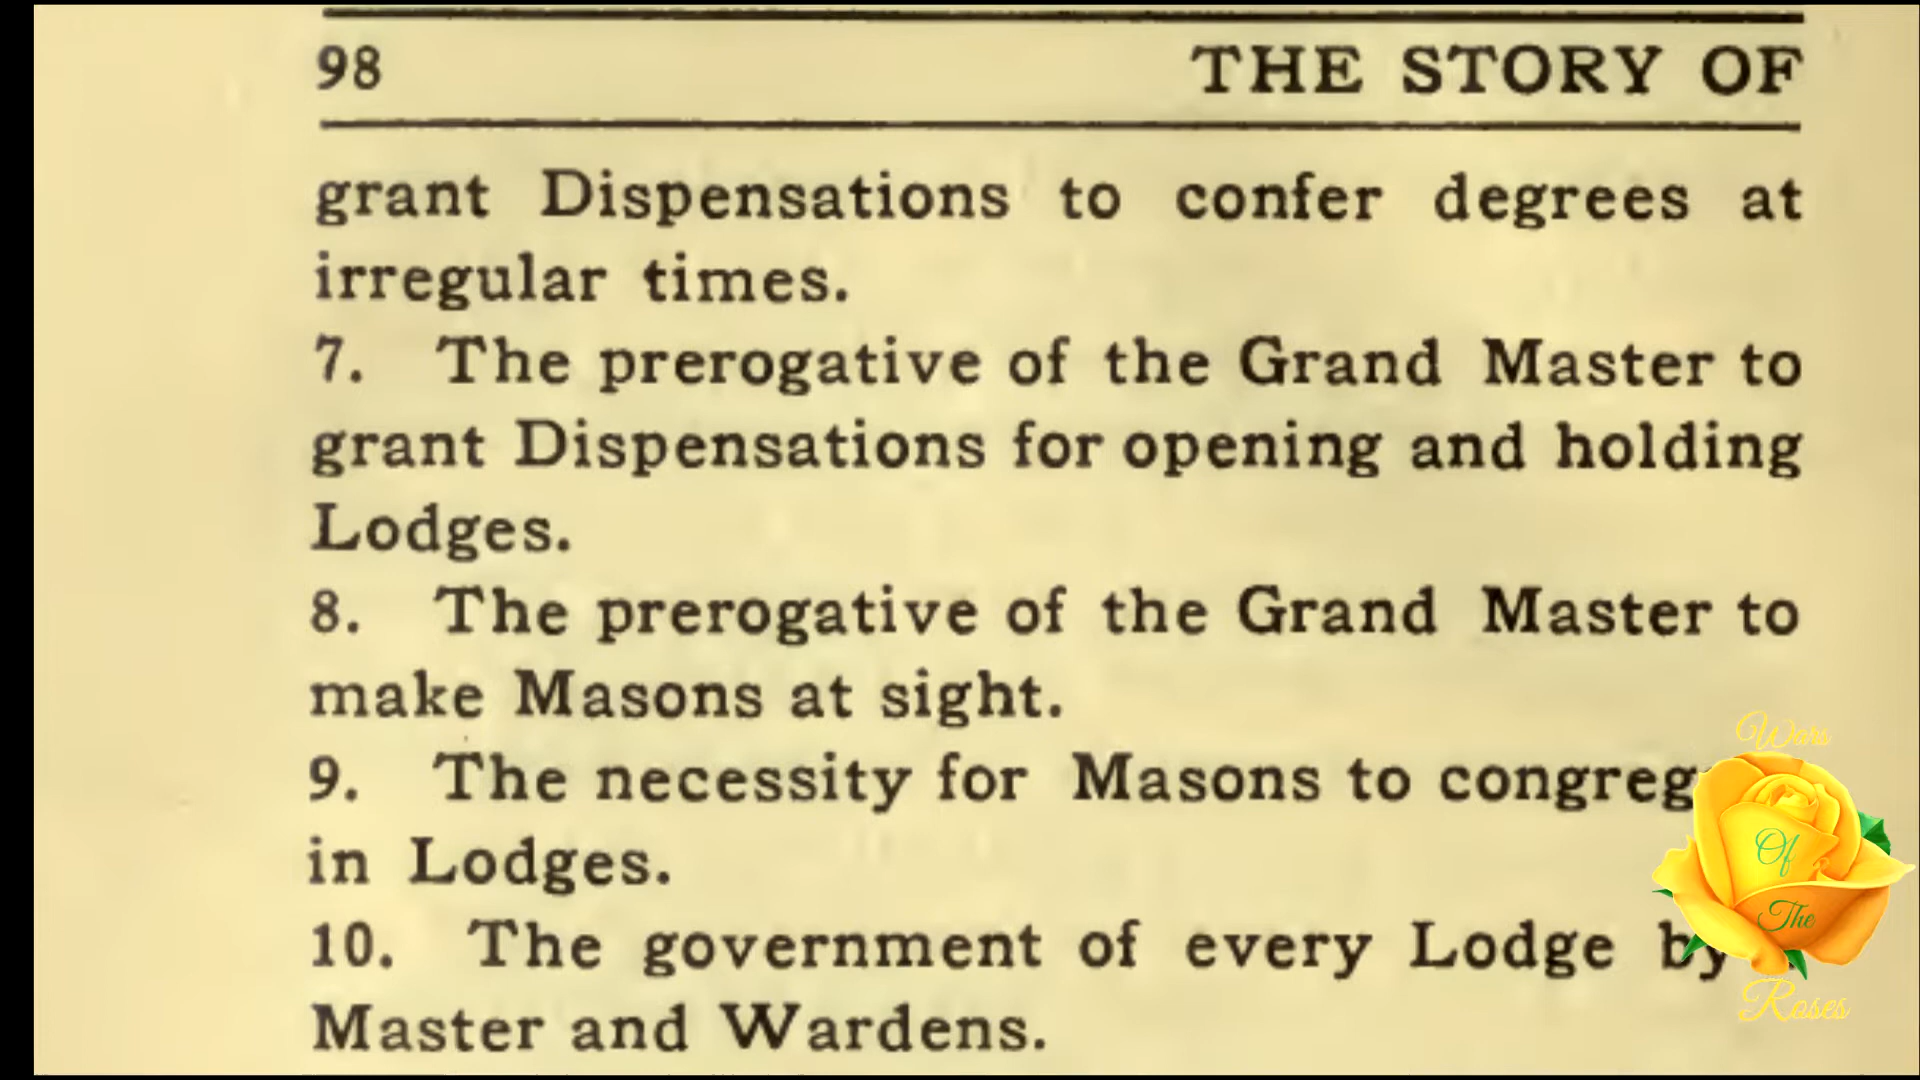 98 THE STORY OF
grant Dispensations to confer degrees at
irregular times.
7. The prerogative of the Grand Master to
grant Dispensations for opening and holding
Lodges.
8. The prerogative of the Grand Master to
make Masons at sight.
9. The necessity for Masons to
in Lodges.
10. The government of every Lodge by
Master and Wardens.
Wars
Of
The
Roses